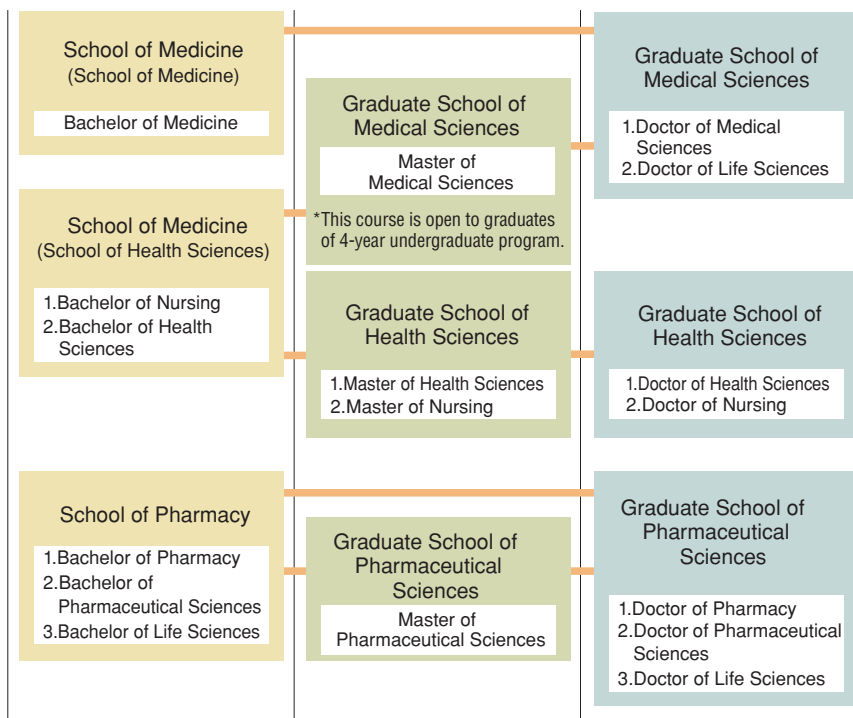 School of Medicine
(School of Medicine)
Bachelor of Medicine
School of Medicine
(School of Health Sciences)
1.Bachelor of Nursing
2.Bachelor of Health
Sciences
School of Pharmacy
1.Bachelor of Pharmacy
2.Bachelor of
Pharmaceutical Sciences
3.Bachelor of Life Sciences
Graduate School of
Medical Sciences
Master of
Medical Sciences
*This course is open to graduates
of 4-year undergraduate program.
Graduate School of
Health Sciences
1.Master of Health Sciences
2.Master of Nursing
Graduate School of
Pharmaceutical
Sciences
Master of
Pharmaceutical Sciences
Graduate School of
Medical Sciences
1.Doctor of Medical
Sciences
2.Doctor of Life Sciences
Graduate School of
Health Sciences
1.Doctor of Health Sciences
2.Doctor of Nursing
Graduate School of
Pharmaceutical
Sciences
1.Doctor of Pharmacy
2.Doctor of Pharmaceutical
Sciences
3.Doctor of Life Sciences